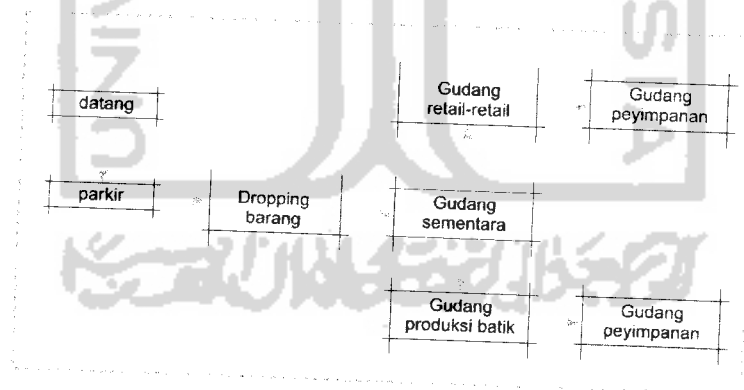 datang
Gudang
retail-retail
Gudang
peyimpanan
parkir
Dropping
barang
Gudang
sementara
Gudang
produksi batik
Gudang
peyimpanan